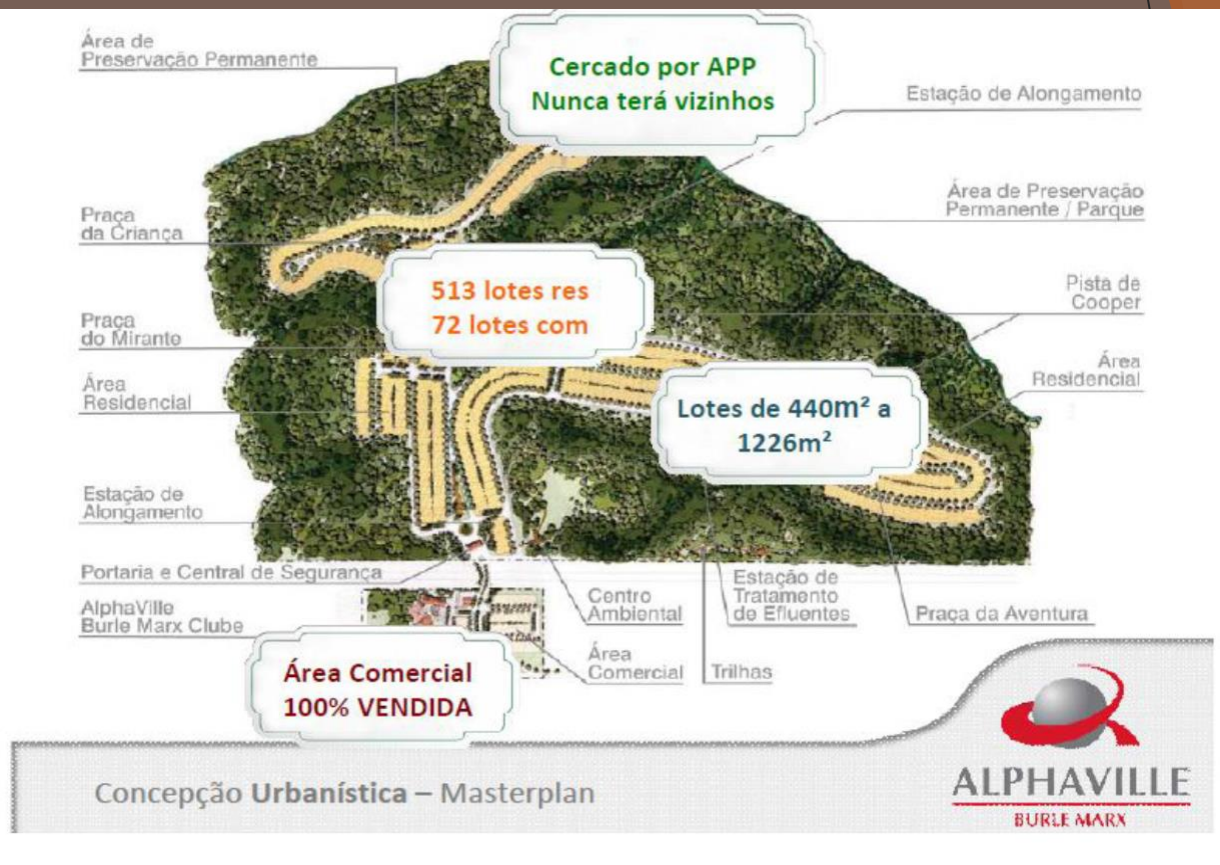 Área de
Preservação Permanente
Cercado por APP
Nunca terá vizinhos
Estação de Alongamento
Área de Preservação
Permanente / Parque
Praça
da Criança
513 lotes res
72 lotes com
Pista de
Cooper
Praça
do Mirante
Área
Residencial
Área
Residencial
Lotes de 440m² a
1226m²
Estação de
Alongamento
Portaria e Central de Segurança
AlphaVille
Burle Marx Clube
Centro
Ambiental
Estação de
Tratamento
de Efluentes
Praça da Aventura
Área
Comercial
Trilhas
Área Comercial
100% VENDIDA
Concepção Urbanística – Masterplan
ALPHAVILLE
BURLE MARX